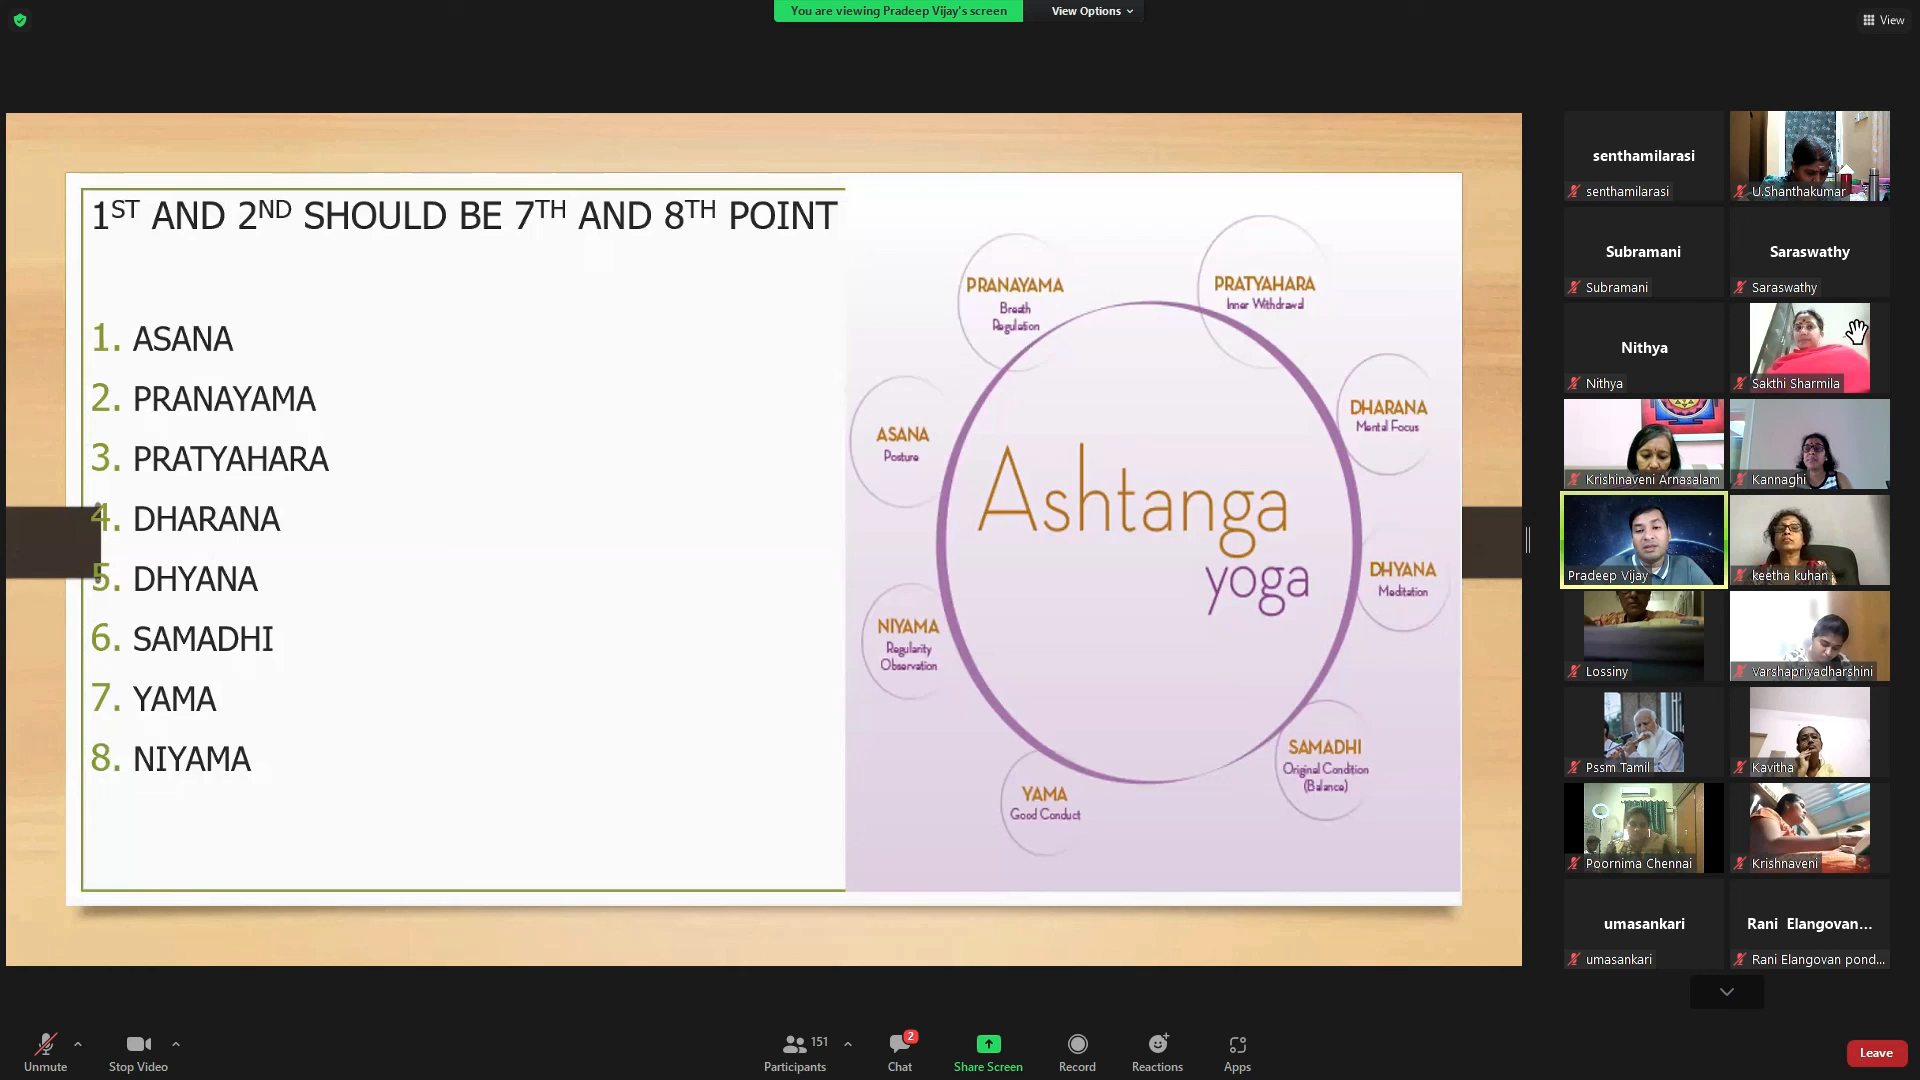 You are viewing Pradeep Vijay's screen
View Options
View
1ST AND 2ND SHOULD BE 7TH AND 8TH POINT
1. ASANA
2. PRANAYAMA
3. PRATYAHARA
4. DHARANA
5. DHYANA
6. SAMADHI
7. YAMA
8. NIYAMA
PRANAYAMA
Breath
Regulation
PRATYAHARA
Inner Withdrawal
DHARANA
Mental Focus
ASANA
Posture
Ashtanga
yoga
DHYANA
Meditation
NIYAMA
Regularity
Observation
SAMADHI
Original Condition
(Balance)
YAMA
Good Conduct
senthamilarasi
senthamilarasi
U.Shanthakumar
Subramani
Subramani
Saraswathy
Saraswathy
Nithya
Nithya
Sakthi Sharmila
Krishinaveni Arnasalam
Kannaghi
Pradeep Vijay
keetha kuhan
Lossiny
Varshapriyadharshini
Pssm Tamil
Kavitha
Poornima Chennai
Krishnaveni
umasankari
umasankari
Rani Elangovan...
Rani Elangovan pond...
Unmute
Stop Video
151
Participants
2
Chat
Share Screen
Record
Reactions
Apps
Leave